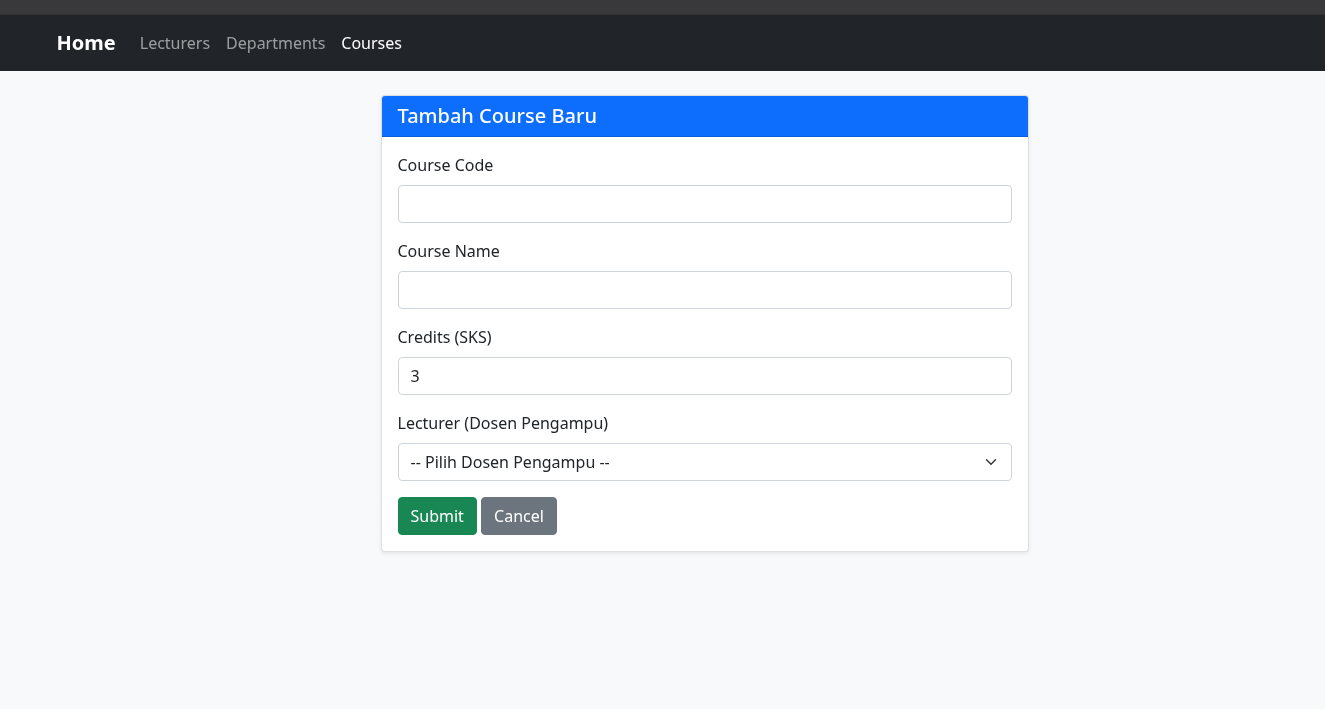 Home Lecturers Departments Courses
Tambah Course Baru
Course Code
Course Name
Credits (SKS)
3
Lecturer (Dosen Pengampu)
-- Pilih Dosen Pengampu --
Submit Cancel